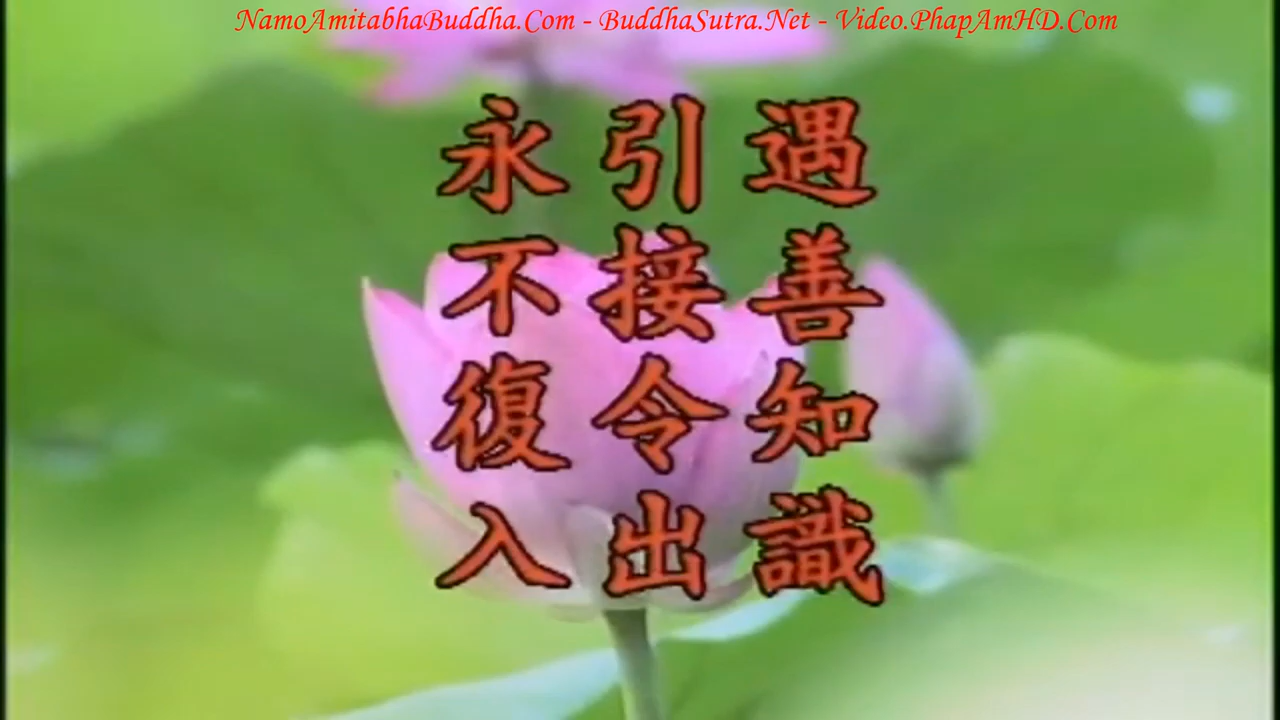 NamoAmitabhaBuddha.Com - BuddhaSutra.Net - Video.PhapAmHD.Com
遇善知識
引接令出
永不復入